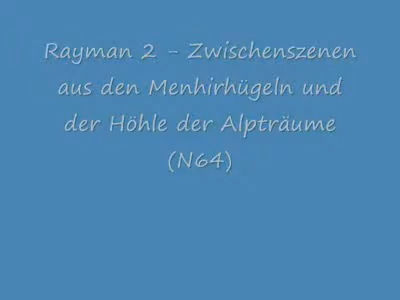 Rayman 2 - Zwischenszenen
aus den Menhirhügeln und
der Höhle der Alpträume
(N64)